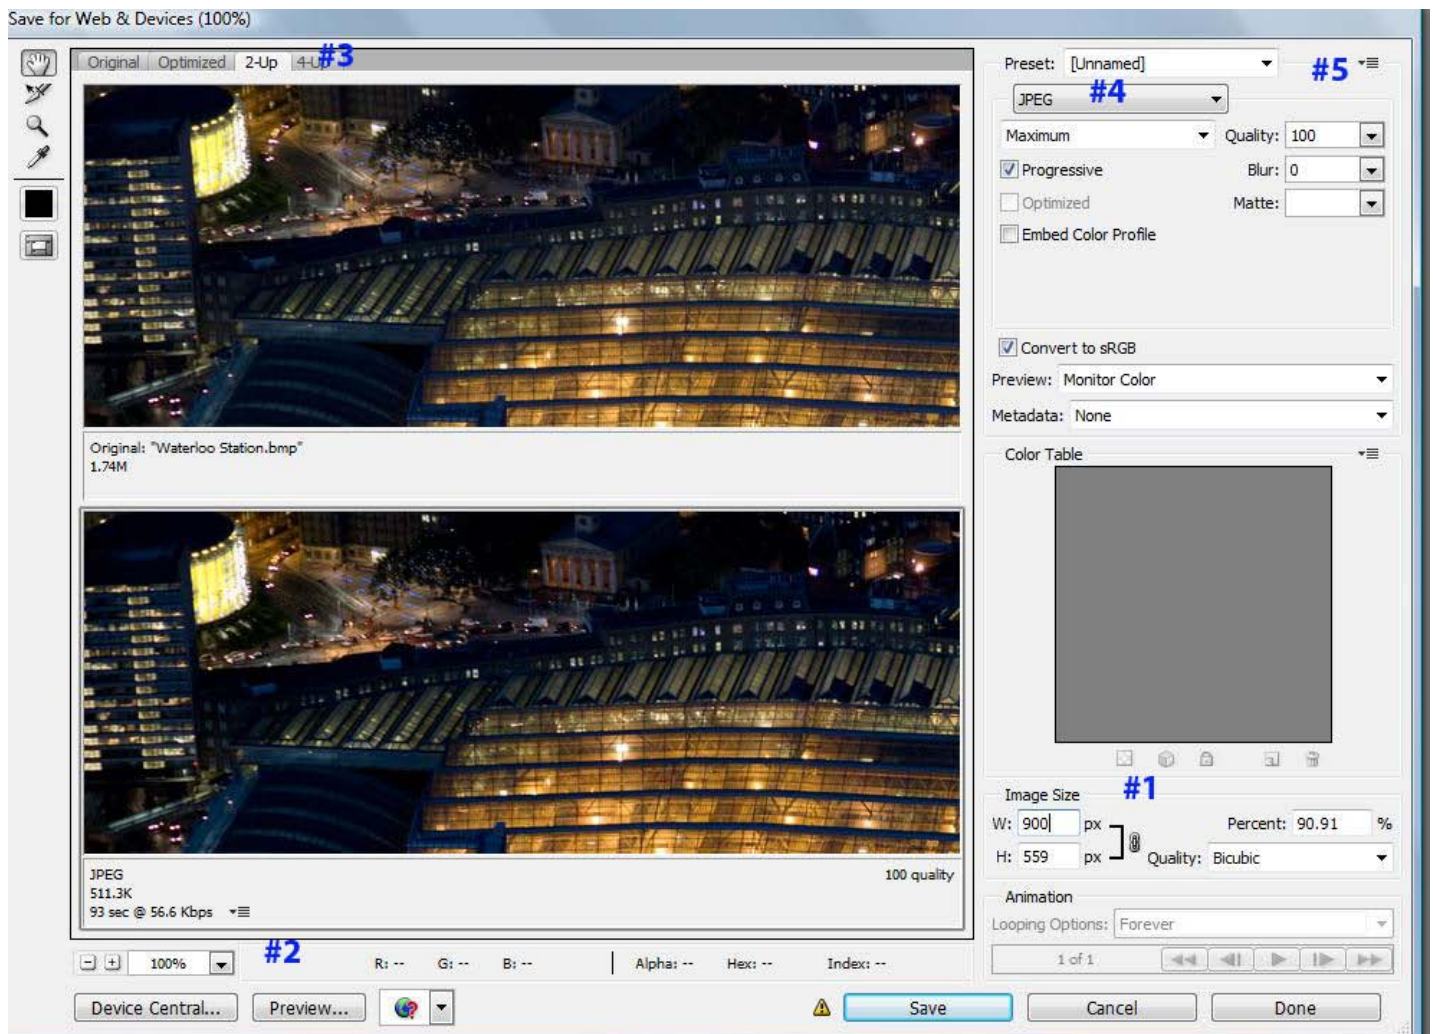 Save for Web & Devices (100%)
Original Optimized 2-Up 4-U #3
Preset: [Unnamed] #5
JPEG #4
Maximum Quality: 100
Progressive Blur: 0
Optimized Matte:
Embed Color Profile
Convert to sRGB
Preview: Monitor Color
Metadata: None
Original: "Waterloo Station.bmp"
1.74M
Color Table
#1
Image Size
W: 900 px Percent: 90.91 %
H: 559 px Quality: Bicubic
JPEG 100 quality
511.3K
93 sec @ 56.6 Kbps
Animation
Looping Options: Forever
1 of 1
100% #2 R: -- G: -- B: -- Alpha: -- Hex: -- Index: --
Device Central... Preview... Save Cancel Done